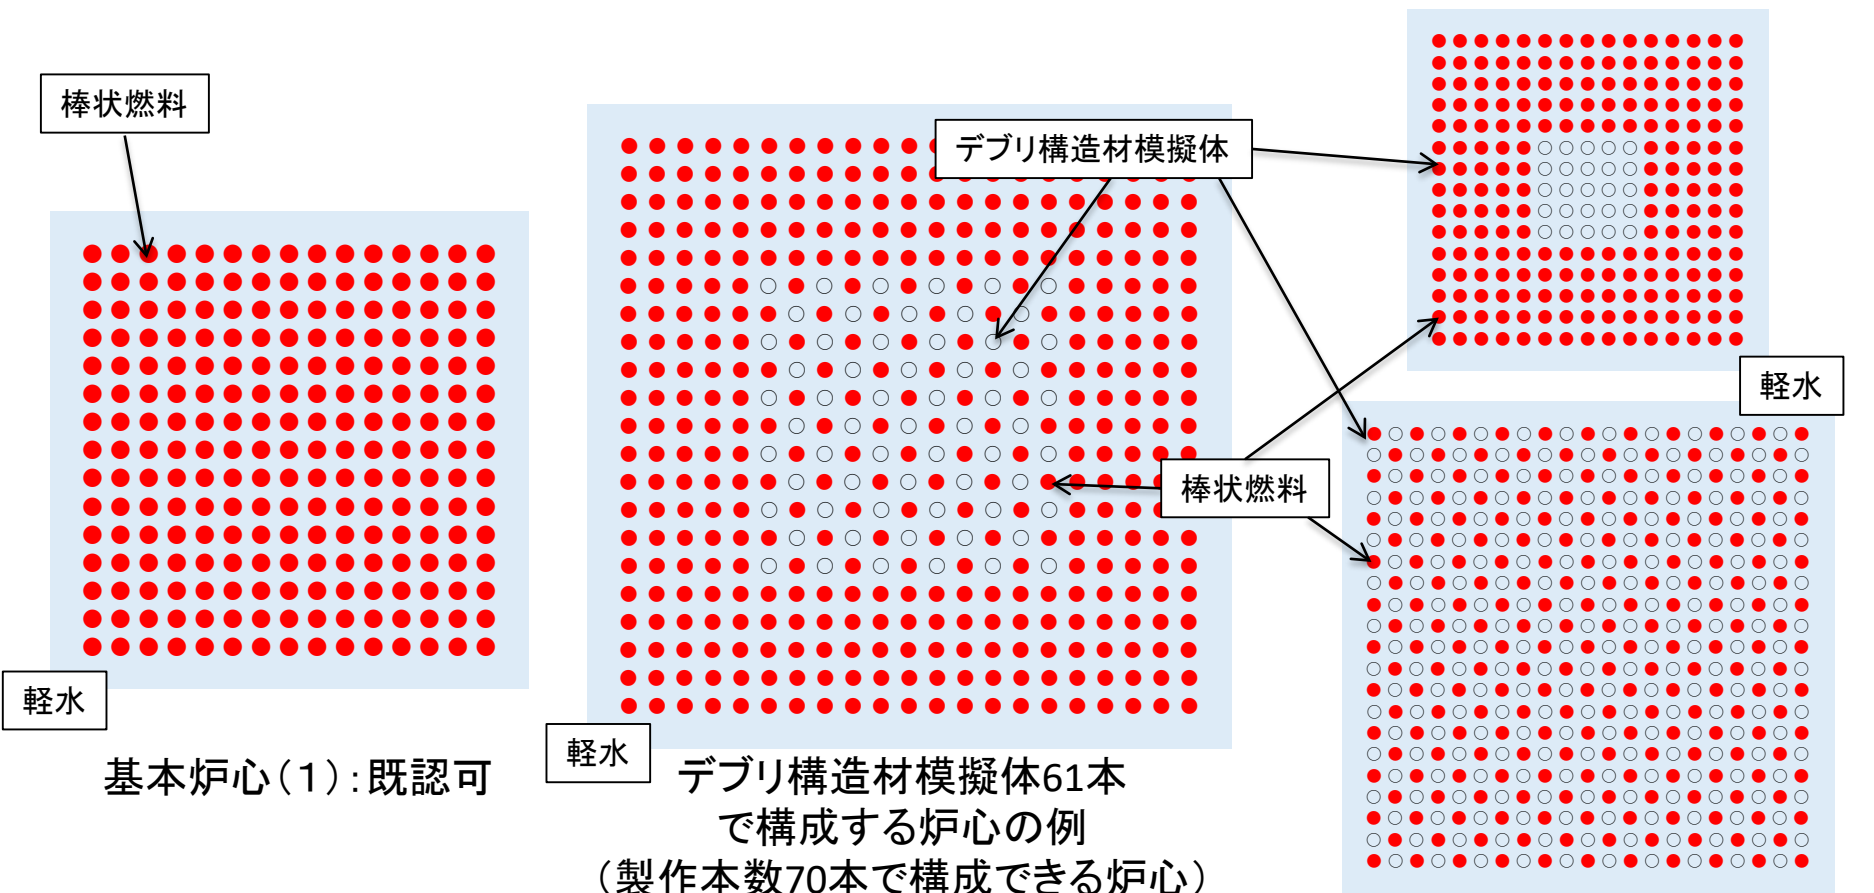 棒状燃料
デブリ構造材模擬体
軽水
棒状燃料
軽水
軽水
基本炉心（１）：既認可
デブリ構造材模擬体61本
で構成する炉心の例
（製作本数70本で構成できる炉心）